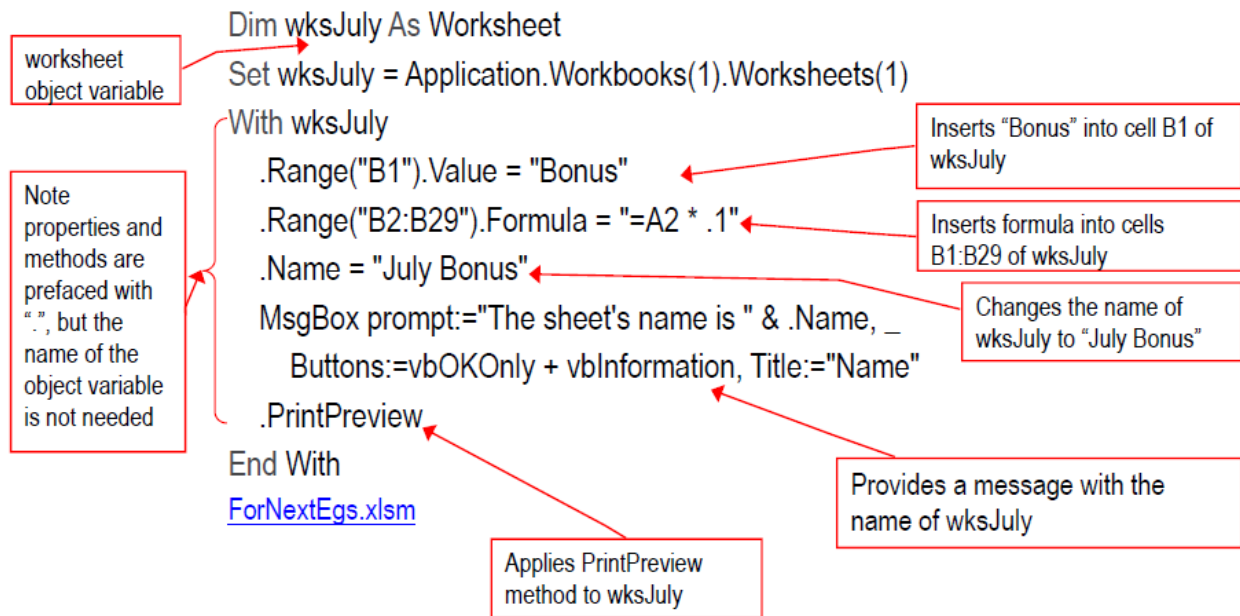 Dim wksJuly As Worksheet
worksheet
object variable
Set wksJuly = Application.Workbooks(1).Worksheets(1)
With wksJuly
Inserts “Bonus” into cell B1 of
wksJuly
.Range("B1").Value = "Bonus"
Note
properties and
methods are
prefaced with
“.”, but the
name of the
object variable
is not needed
.Range("B2:B29").Formula = "=A2 * .1"
Inserts formula into cells
B1:B29 of wksJuly
.Name = "July Bonus"
Changes the name of
wksJuly to “July Bonus”
MsgBox prompt:="The sheet's name is " & .Name, _
Buttons:=vbOKOnly + vbInformation, Title:="Name"
.PrintPreview
End With
Provides a message with the
name of wksJuly
ForNextEgs.xlsm
Applies PrintPreview
method to wksJuly